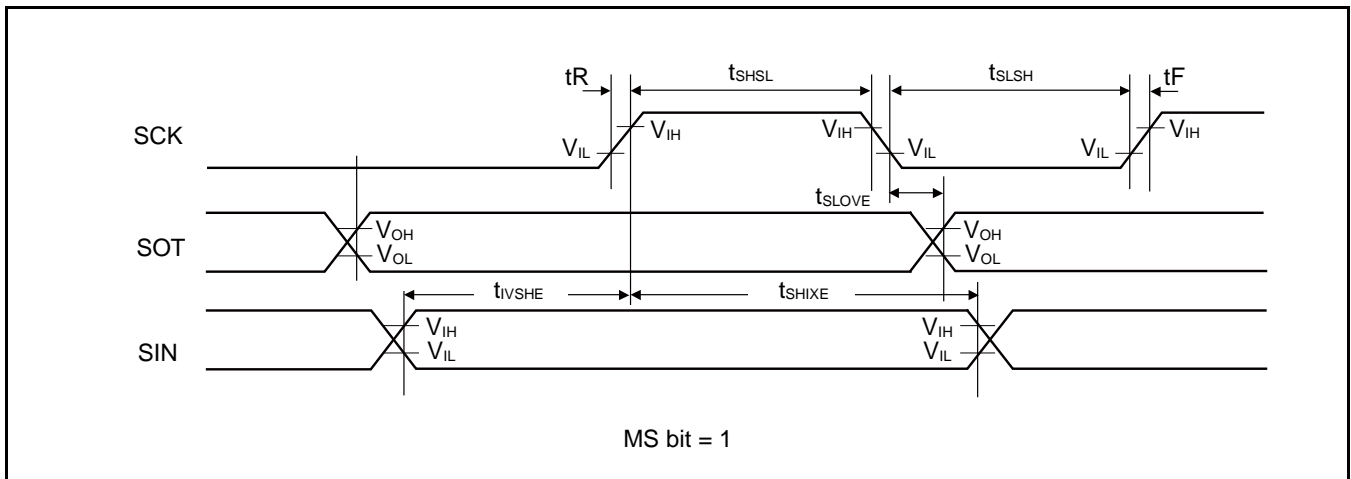 tR tSHSL tSLSH tF
SCK
VIH VIH VIH
VIL VIL VIL
tSLOVE
SOT
VOH VOH
VOL VOL
tIVSHE tSHIXE
SIN
VIH VIH
VIL VIL
MS bit = 1